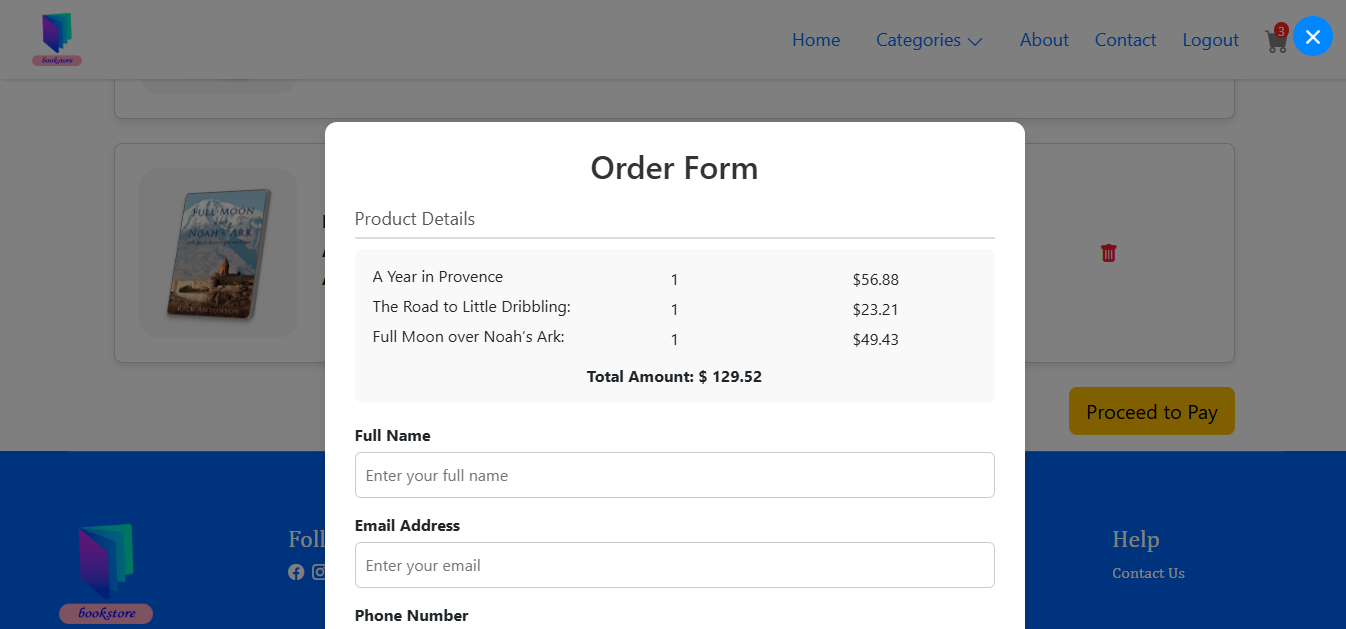 bookstore
Home Categories About Contact Logout 3
Order Form
Product Details
A Year in Provence 1 $56.88
The Road to Little Dribbling: 1 $23.21
Full Moon over Noah’s Ark: 1 $49.43
Total Amount: $ 129.52
FULL MOON
NOAH'S ARK
RICK ANTONSON
Proceed to Pay
Full Name
Enter your full name
Email Address
Enter your email
Phone Number
bookstore
Foll
Help
Contact Us